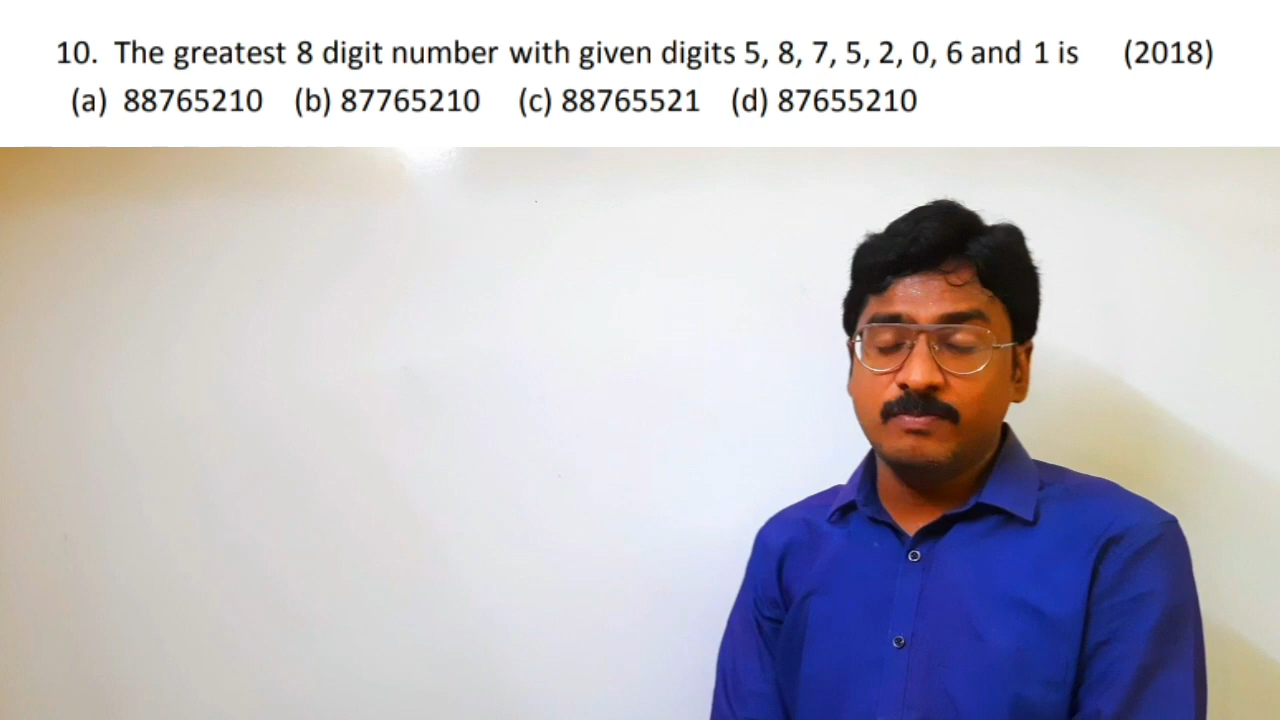 10. The greatest 8 digit number with given digits 5, 8, 7, 5, 2, 0, 6 and 1 is (2018)
(a) 88765210 (b) 87765210 (c) 88765521 (d) 87655210